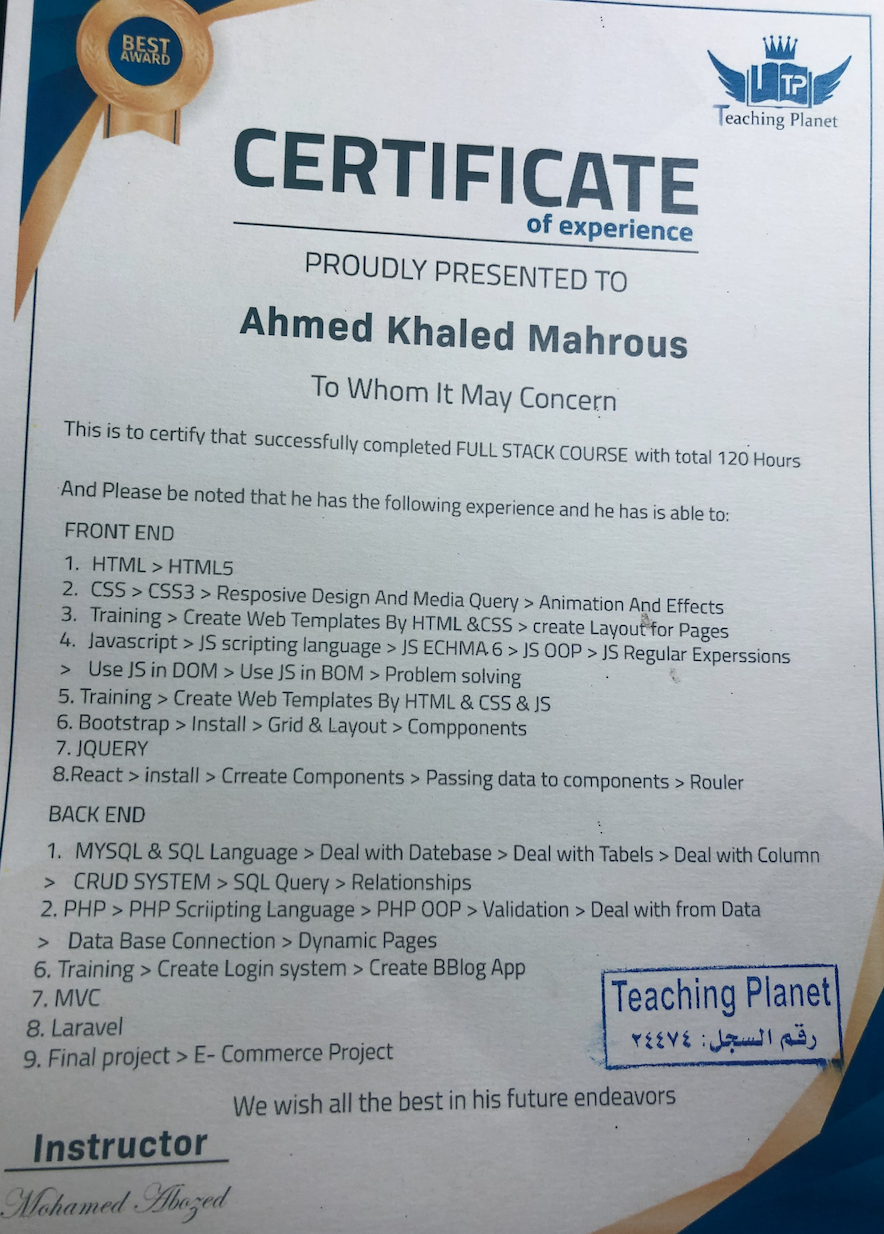 BEST
AWARD
TP
Teaching Planet
CERTIFICATE
of experience
PROUDLY PRESENTED TO
Ahmed Khaled Mahrous
To Whom It May Concern
This is to certify that successfully completed FULL STACK COURSE with total 120 Hours
And Please be noted that he has the following experience and he has is able to:
FRONT END
1. HTML > HTML5
2. CSS > CSS3 > Resposive Design And Media Query > Animation And Effects
3. Training > Create Web Templates By HTML &CSS > create Layout for Pages
4. Javascript > JS scripting language > JS ECHMA 6 > JS OOP > JS Regular Experssions
> Use JS in DOM > Use JS in BOM > Problem solving
5. Training > Create Web Templates By HTML & CSS & JS
6. Bootstrap > Install > Grid & Layout > Compponents
7. JQUERY
8.React > install > Crreate Components > Passing data to components > Rouler
BACK END
1. MYSQL & SQL Language > Deal with Datebase > Deal with Tabels > Deal with Column
> CRUD SYSTEM > SQL Query > Relationships
2. PHP > PHP Scriipting Language > PHP OOP > Validation > Deal with from Data
> Data Base Connection > Dynamic Pages
6. Training > Create Login system > Create BBlog App
7. MVC
8. Laravel
9. Final project > E- Commerce Project
Teaching Planet
رقم السجل: ٢٤٤٧٤
We wish all the best in his future endeavors
Instructor
Mohamed Abozed